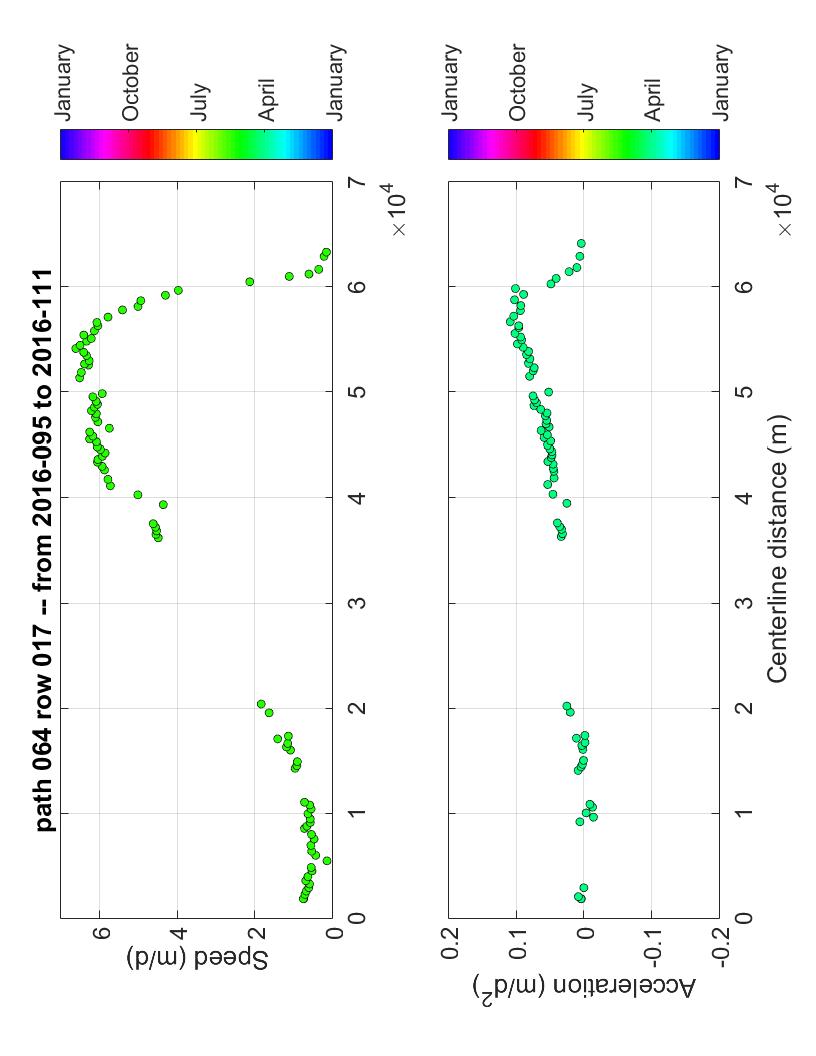 path 064 row 017 -- from 2016-095 to 2016-111
Speed (m/d)
6
4
2
0
0
1
2
3
4
5
6
7
×10^4
January
October
July
April
January
Acceleration (m/d^2)
0.2
0.1
0
-0.1
-0.2
0
1
2
3
4
5
6
7
×10^4
Centerline distance (m)
January
October
July
April
January